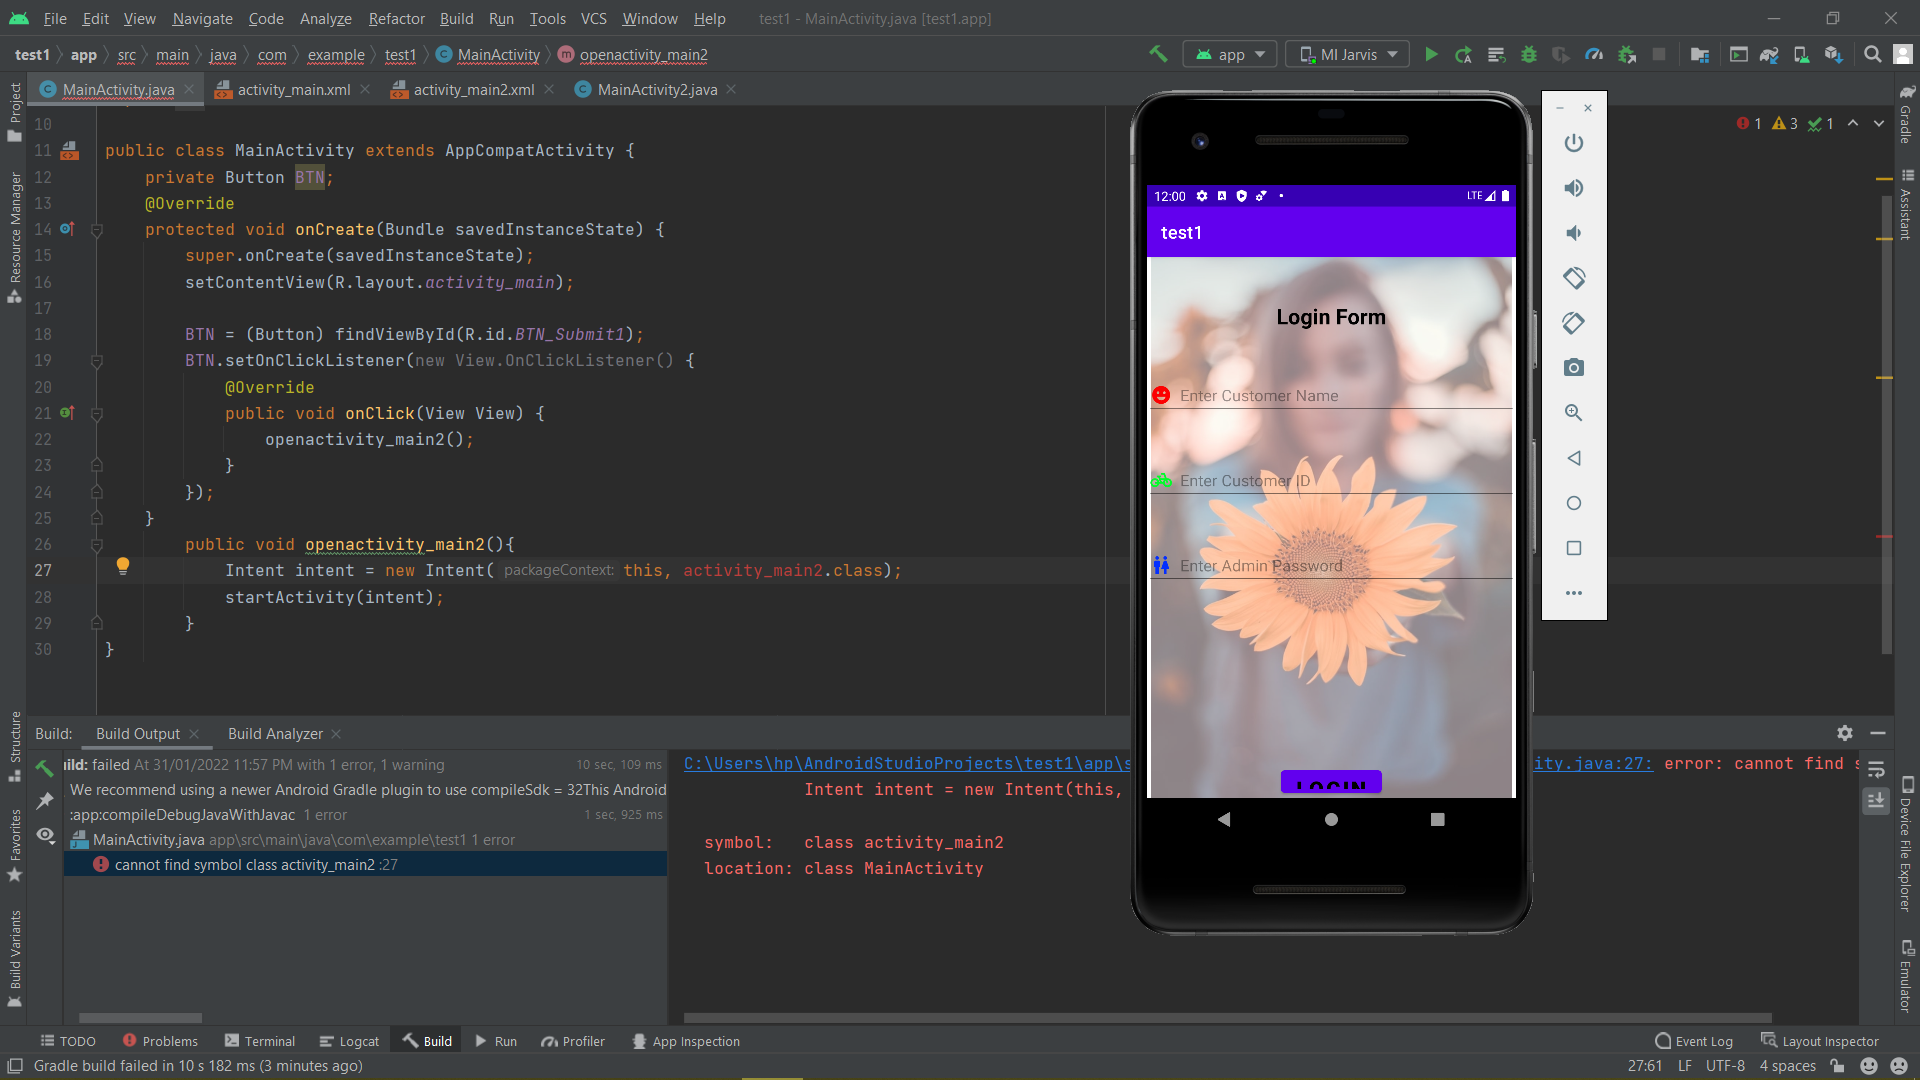 File Edit View Navigate Code Analyze Refactor Build Run Tools VCS Window Help test1 - MainActivity.java [test1.app]
test1 app src main java com example test1 MainActivity openactivity_main2 app MI Jarvis
MainActivity.java activity_main.xml activity_main2.xml MainActivity2.java
Project
Resource Manager
Structure
Favorites
Build Variants
1 3 1
10
11 public class MainActivity extends AppCompatActivity {
12 private Button BTN;
13 @Override
14 protected void onCreate(Bundle savedInstanceState) {
15 super.onCreate(savedInstanceState);
16 setContentView(R.layout.activity_main);
17
18 BTN = (Button) findViewById(R.id.BTN_Submit1);
19 BTN.setOnClickListener(new View.OnClickListener() {
20 @Override
21 public void onClick(View View) {
22 openactivity_main2();
23 }
24 });
25 }
26 public void openactivity_main2(){
27 Intent intent = new Intent( packageContext: this, activity_main2.class);
28 startActivity(intent);
29 }
30 }
12:00 LTE
test1
Login Form
Enter Customer Name
Enter Customer ID
Enter Admin Password
LOGIN
Gradle
Assistant
Device File Explorer
Emulator
Build: Build Output Build Analyzer
ild: failed At 31/01/2022 11:57 PM with 1 error, 1 warning 10 sec, 109 ms
We recommend using a newer Android Gradle plugin to use compileSdk = 32This Android
:app:compileDebugJavaWithJavac 1 error 1 sec, 925 ms
MainActivity.java app\src\main\java\com\example\test1 1 error
cannot find symbol class activity_main2 :27
C:\Users\hp\AndroidStudioProjects\test1\app\s ity.java:27: error: cannot find s
Intent intent = new Intent(this,
symbol: class activity_main2
location: class MainActivity
TODO Problems Terminal Logcat Build Run Profiler App Inspection Event Log Layout Inspector
Gradle build failed in 10 s 182 ms (3 minutes ago) 27:61 LF UTF-8 4 spaces